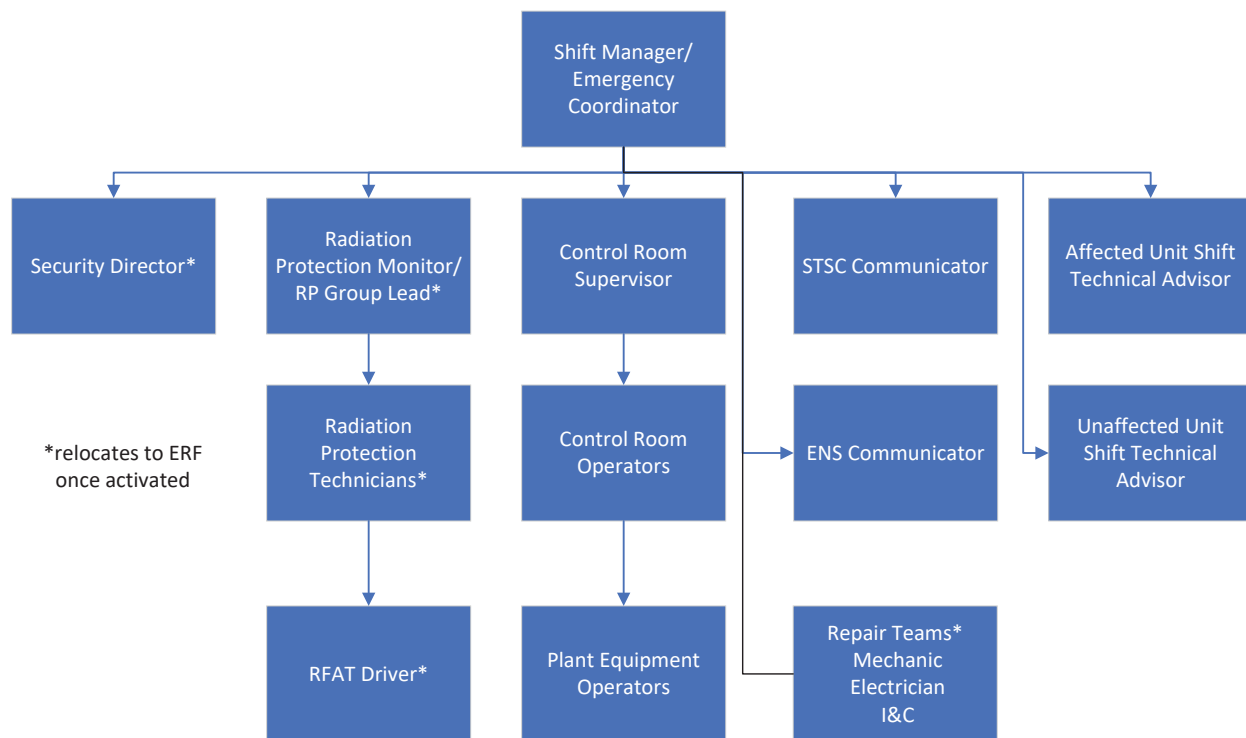 Shift Manager/
Emergency
Coordinator
Security Director*
Radiation
Protection Monitor/
RP Group Lead*
Control Room
Supervisor
STSC Communicator
Affected Unit Shift
Technical Advisor
*relocates to ERF
once activated
Radiation
Protection
Technicians*
Control Room
Operators
ENS Communicator
Unaffected Unit
Shift Technical
Advisor
RFAT Driver*
Plant Equipment
Operators
Repair Teams*
Mechanic
Electrician
I&C